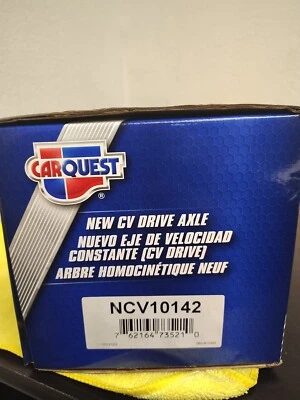 CARQUEST
®
NEW CV DRIVE AXLE
NUEVO EJE DE VELOCIDAD
CONSTANTE (CV DRIVE)
ARBRE HOMOCINÉTIQUE NEUF
NCV10142
7 62164 73521 0